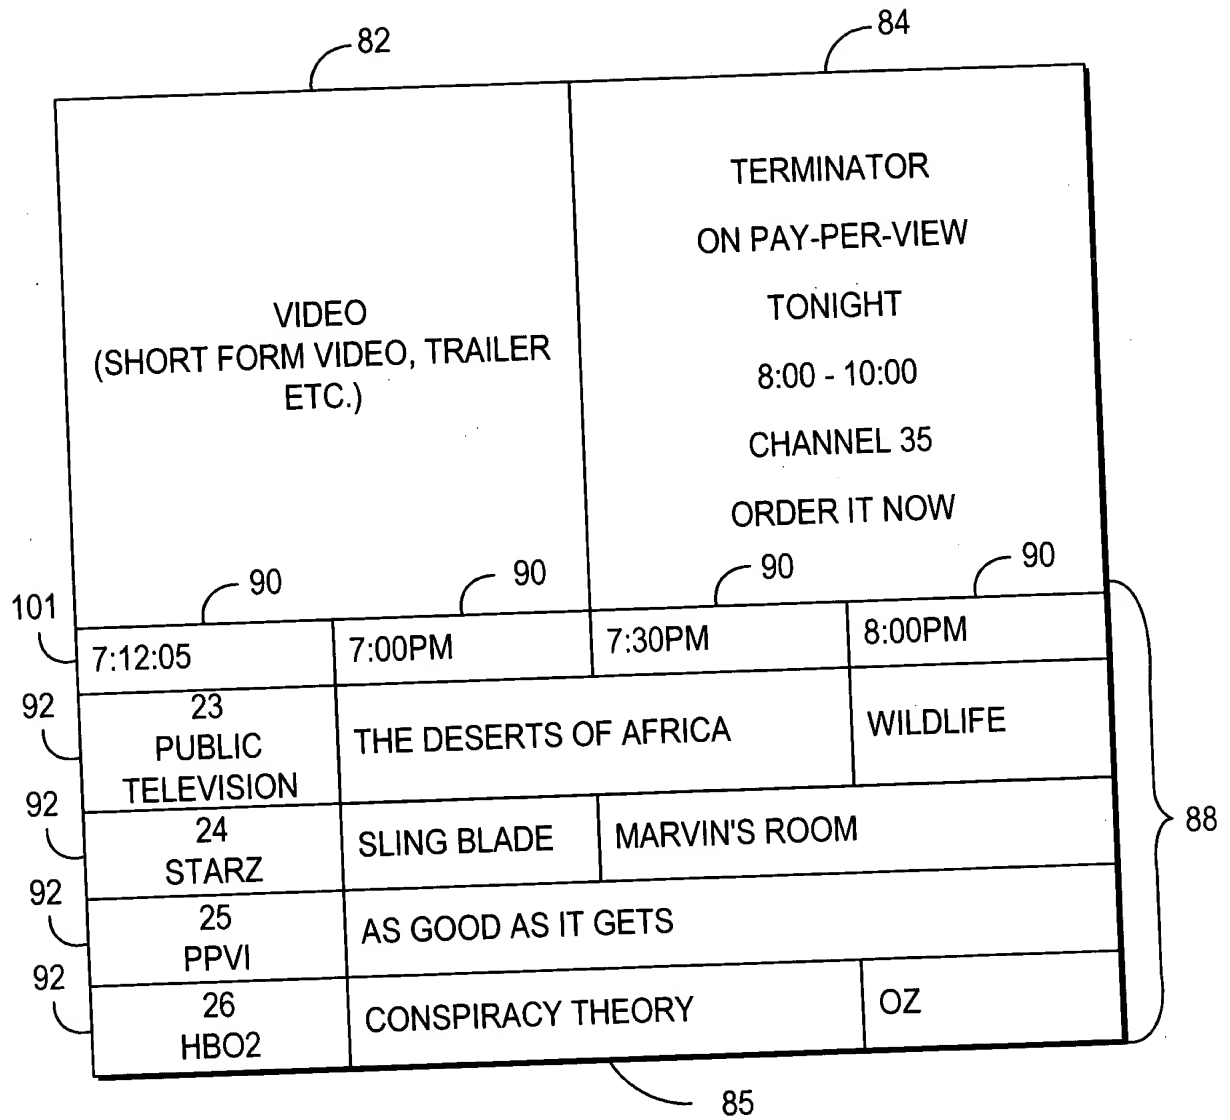 82
84
VIDEO
(SHORT FORM VIDEO, TRAILER
ETC.)
TERMINATOR
ON PAY-PER-VIEW
TONIGHT
8:00 - 10:00
CHANNEL 35
ORDER IT NOW
90
90
90
90
101
7:12:05
7:00PM
7:30PM
8:00PM
92
23
PUBLIC
TELEVISION
THE DESERTS OF AFRICA
WILDLIFE
92
24
STARZ
SLING BLADE
MARVIN'S ROOM
88
92
25
PPVI
AS GOOD AS IT GETS
92
26
HBO2
CONSPIRACY THEORY
OZ
85